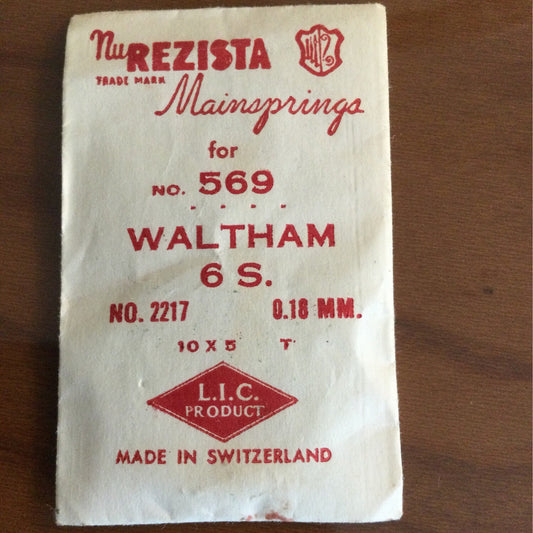 nu REZISTA
TRADE MARK
Mainsprings
for
NO. 569
WALTHAM
6 S.
NO. 2217 0.18 MM.
10 X 5 T
L.I.C.
PRODUCT
MADE IN SWITZERLAND